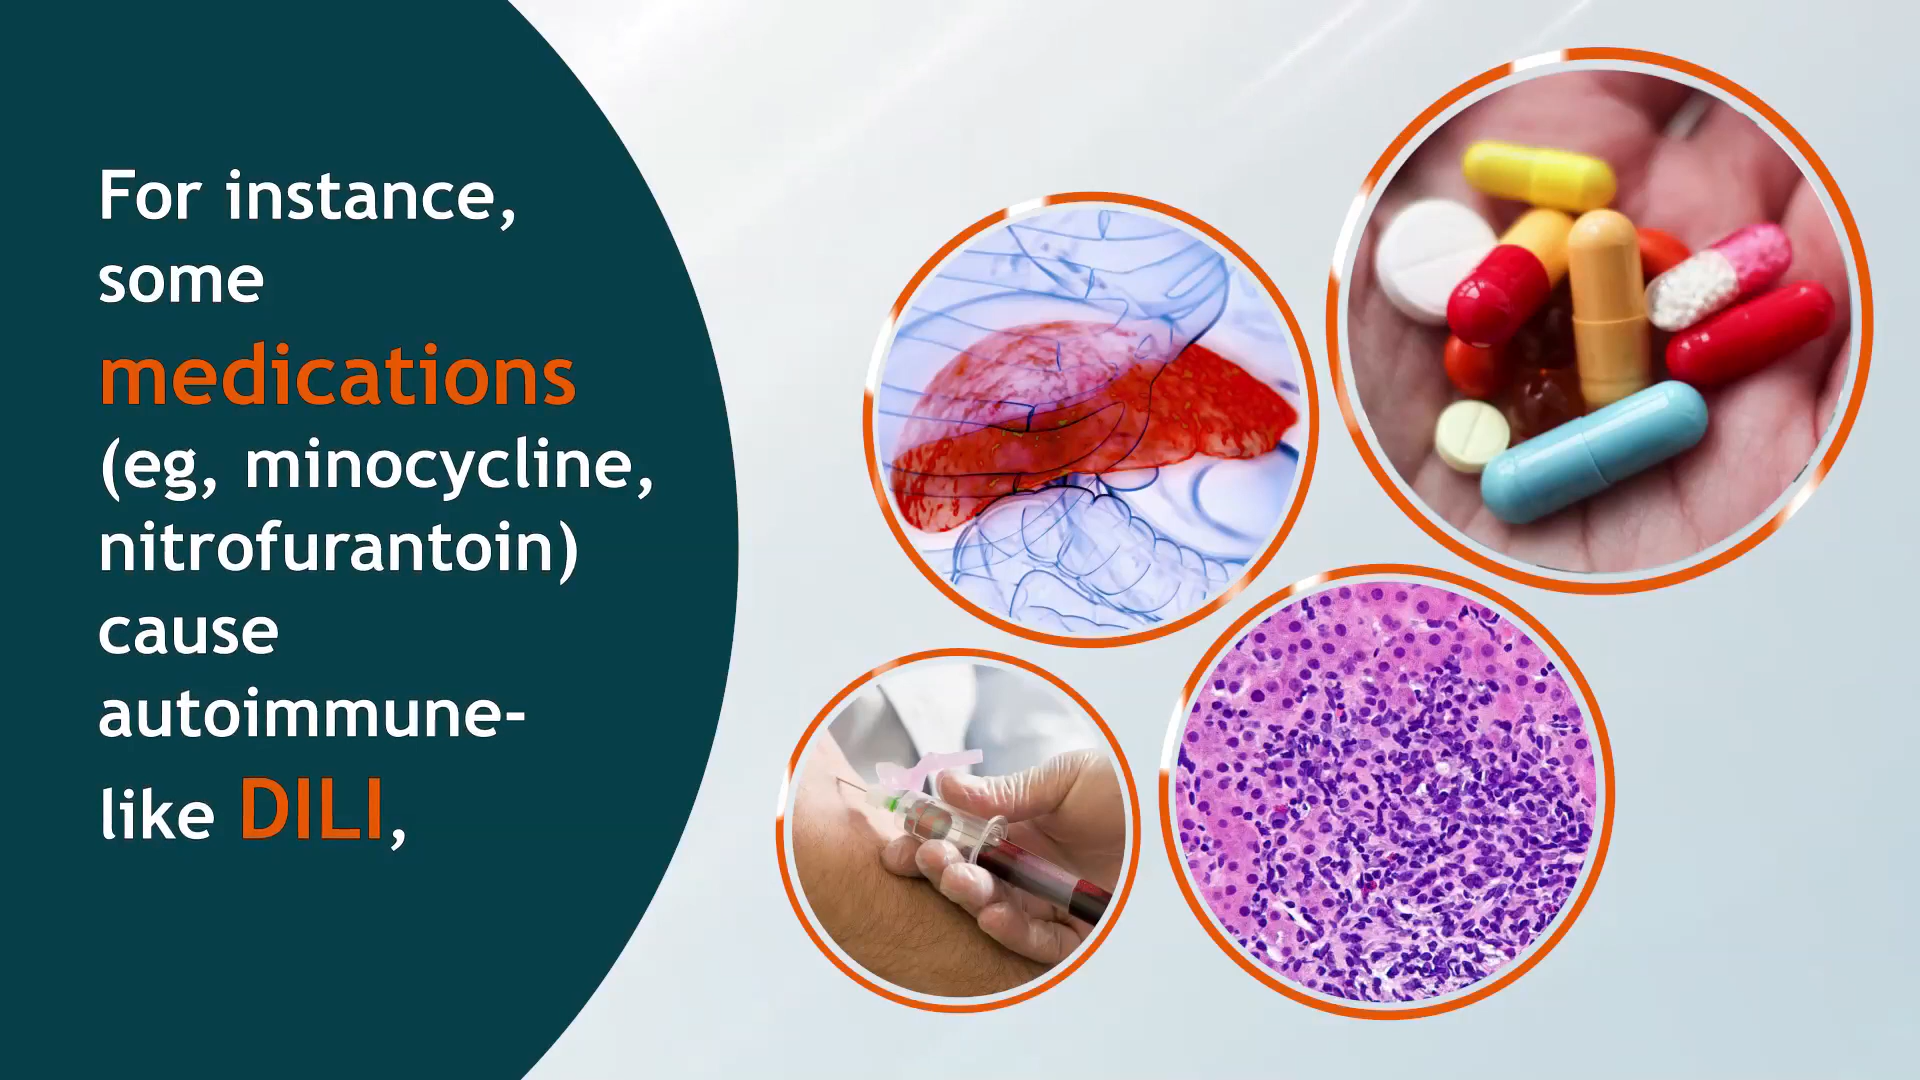 For instance,
some
medications
(eg, minocycline,
nitrofurantoin)
cause
autoimmune-
like DILI,